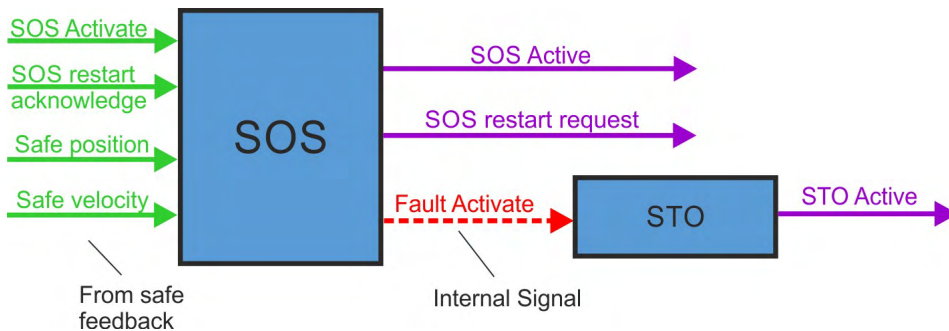 SOS Activate
SOS restart
acknowledge
Safe position
Safe velocity
From safe
feedback
SOS
SOS Active
SOS restart request
Fault Activate
Internal Signal
STO
STO Active